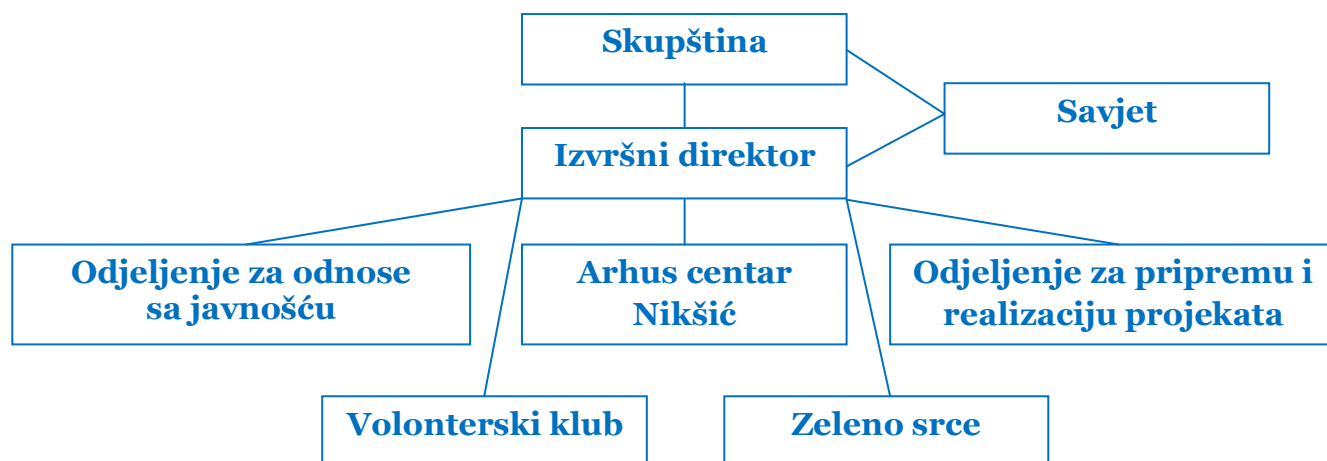 Skupština
Savjet
Izvršni direktor
Odjeljenje za odnose
sa javnošću
Arhus centar
Nikšić
Odjeljenje za pripremu i
realizaciju projekata
Volonterski klub
Zeleno srce